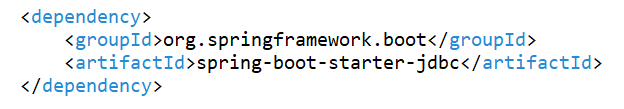 <dependency>
    <groupId>org.springframework.boot</groupId>
    <artifactId>spring-boot-starter-jdbc</artifactId>
</dependency>